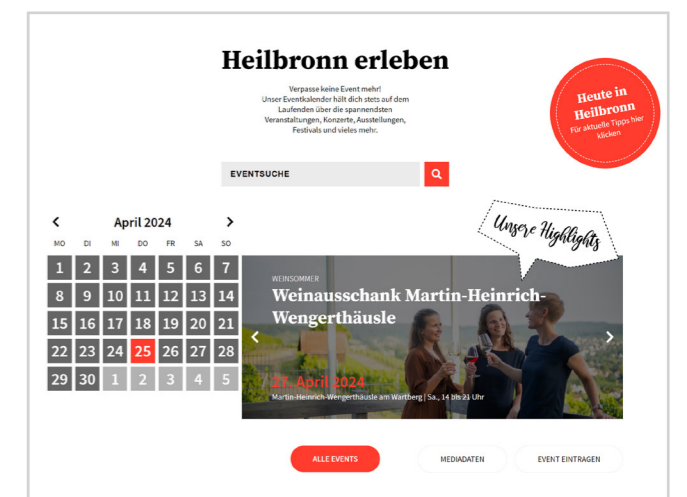 Heilbronn erleben
Verpasse keine Event mehr!
Unser Eventkalender hält dich stets auf dem
Laufenden über die spannendsten
Veranstaltungen, Konzerte, Ausstellungen,
Festivals und vieles mehr.
Heute in
Heilbronn
Für aktuelle Tipps hier
klicken
EVENTSUCHE
April 2024
MO DI MI DO FR SA SO
1 2 3 4 5 6 7
8 9 10 11 12 13 14
15 16 17 18 19 20 21
22 23 24 25 26 27 28
29 30 1 2 3 4 5
Unsere Highlights
WEINSOMMER
Weinausschank Martin-Heinrich-
Wengerthäusle
27. April 2024
Martin-Heinrich-Wengerthäusle am Wartberg | Sa., 14 bis 21 Uhr
ALLE EVENTS
MEDIADATEN
EVENT EINTRAGEN